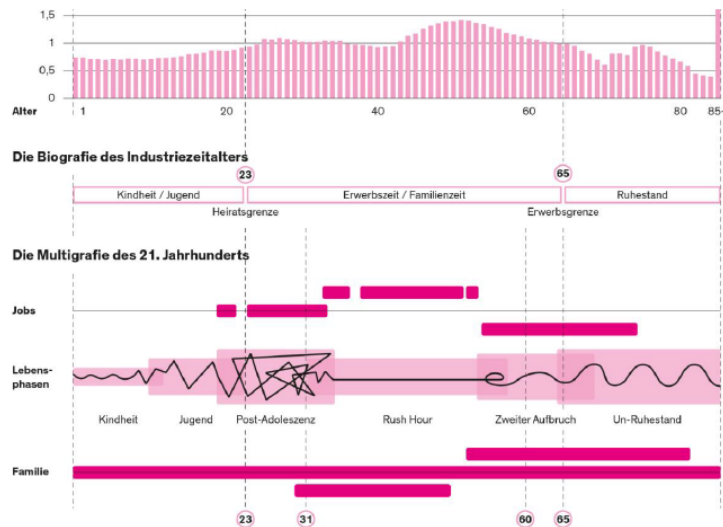 1,5
1
0,5
0
Alter 1 20 40 60 80 85+
Die Biografie des Industriezeitalters
23 65
Kindheit / Jugend Erwerbszeit / Familienzeit Ruhestand
Heiratsgrenze Erwerbsgrenze
Die Multigrafie des 21. Jahrhunderts
Jobs
Lebens-
phasen
Kindheit Jugend Post-Adoleszenz Rush Hour Zweiter Aufbruch Un-Ruhestand
Familie
23 31 60 65